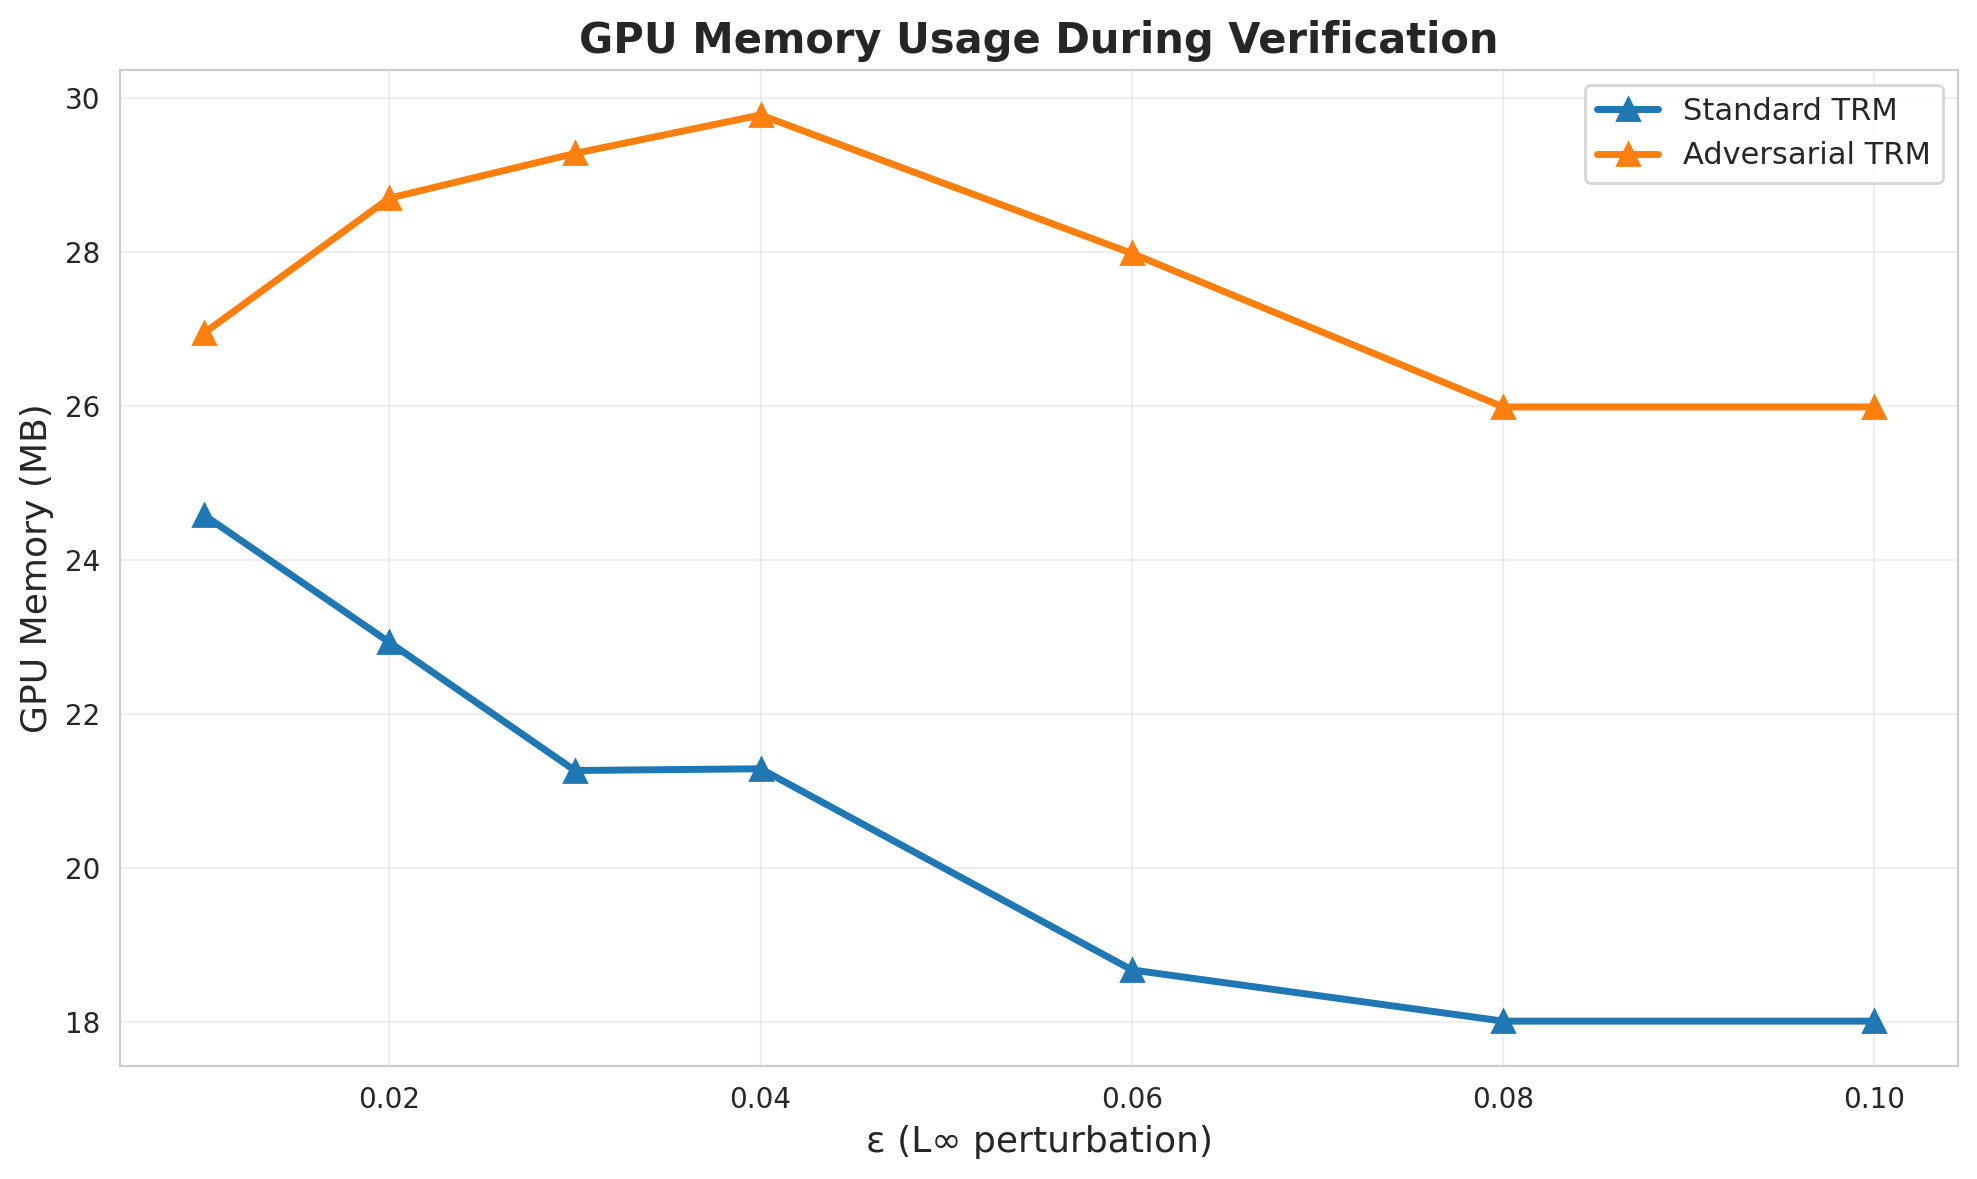 GPU Memory Usage During Verification
Standard TRM
Adversarial TRM
GPU Memory (MB)
30
28
26
24
22
20
18
0.02 0.04 0.06 0.08 0.10
ε (L∞ perturbation)